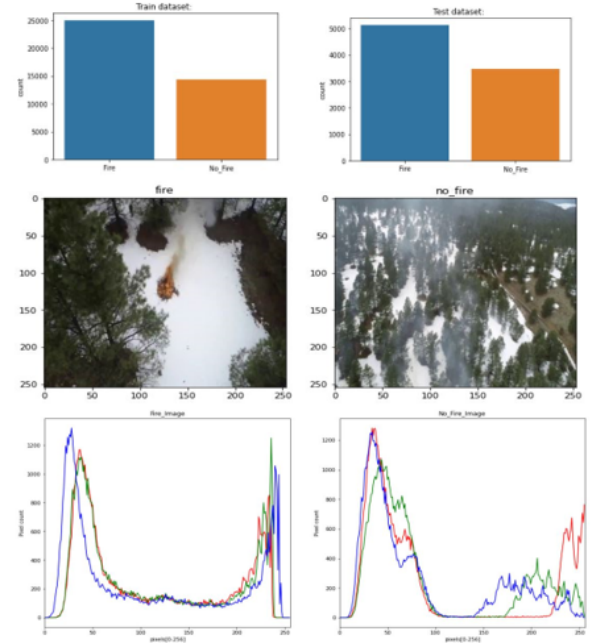 Train dataset:
25000
20000
15000
10000
5000
0
count
Fire
No_Fire
Test dataset:
5000
4000
3000
2000
1000
0
count
Fire
No_Fire
fire
0
50
100
150
200
250
0 50 100 150 200 250
no_fire
0
50
100
150
200
250
0 50 100 150 200 250
Fire_Image
1200
1000
800
600
400
200
0
Pixel count
0 50 100 150 200 250
pixels[0-256]
No_Fire_Image
1200
1000
800
600
400
200
0
Pixel count
0 50 100 150 200 250
pixels[0-256]